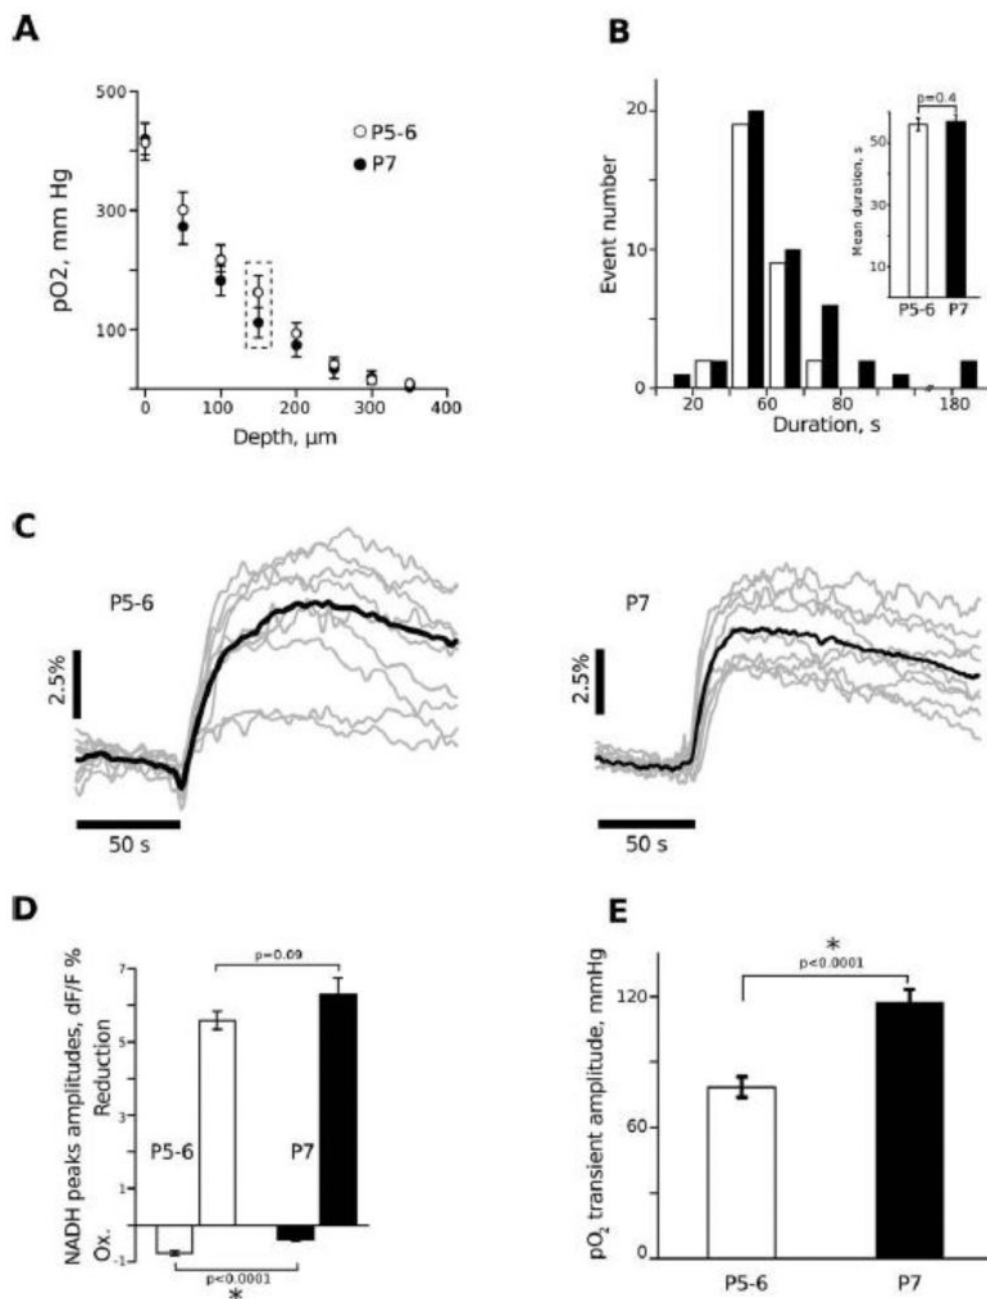 A
500
300
100
pO2, mm Hg
P5-6
P7
0
100
200
300
400
Depth, µm
B
20
10
0
Event number
20
60
80
180
Duration, s
p=0.4
50
30
10
Mean duration, s
P5-6
P7
C
P5-6
2.5%
50 s
P7
2.5%
50 s
D
NADH peaks amplitudes, dF/F %
Ox.
Reduction
7
5
3
1
-1
p=0.09
P5-6
P7
p<0.0001
*
E
*
p<0.0001
pO₂ transient amplitude, mmHg
120
60
0
P5-6
P7